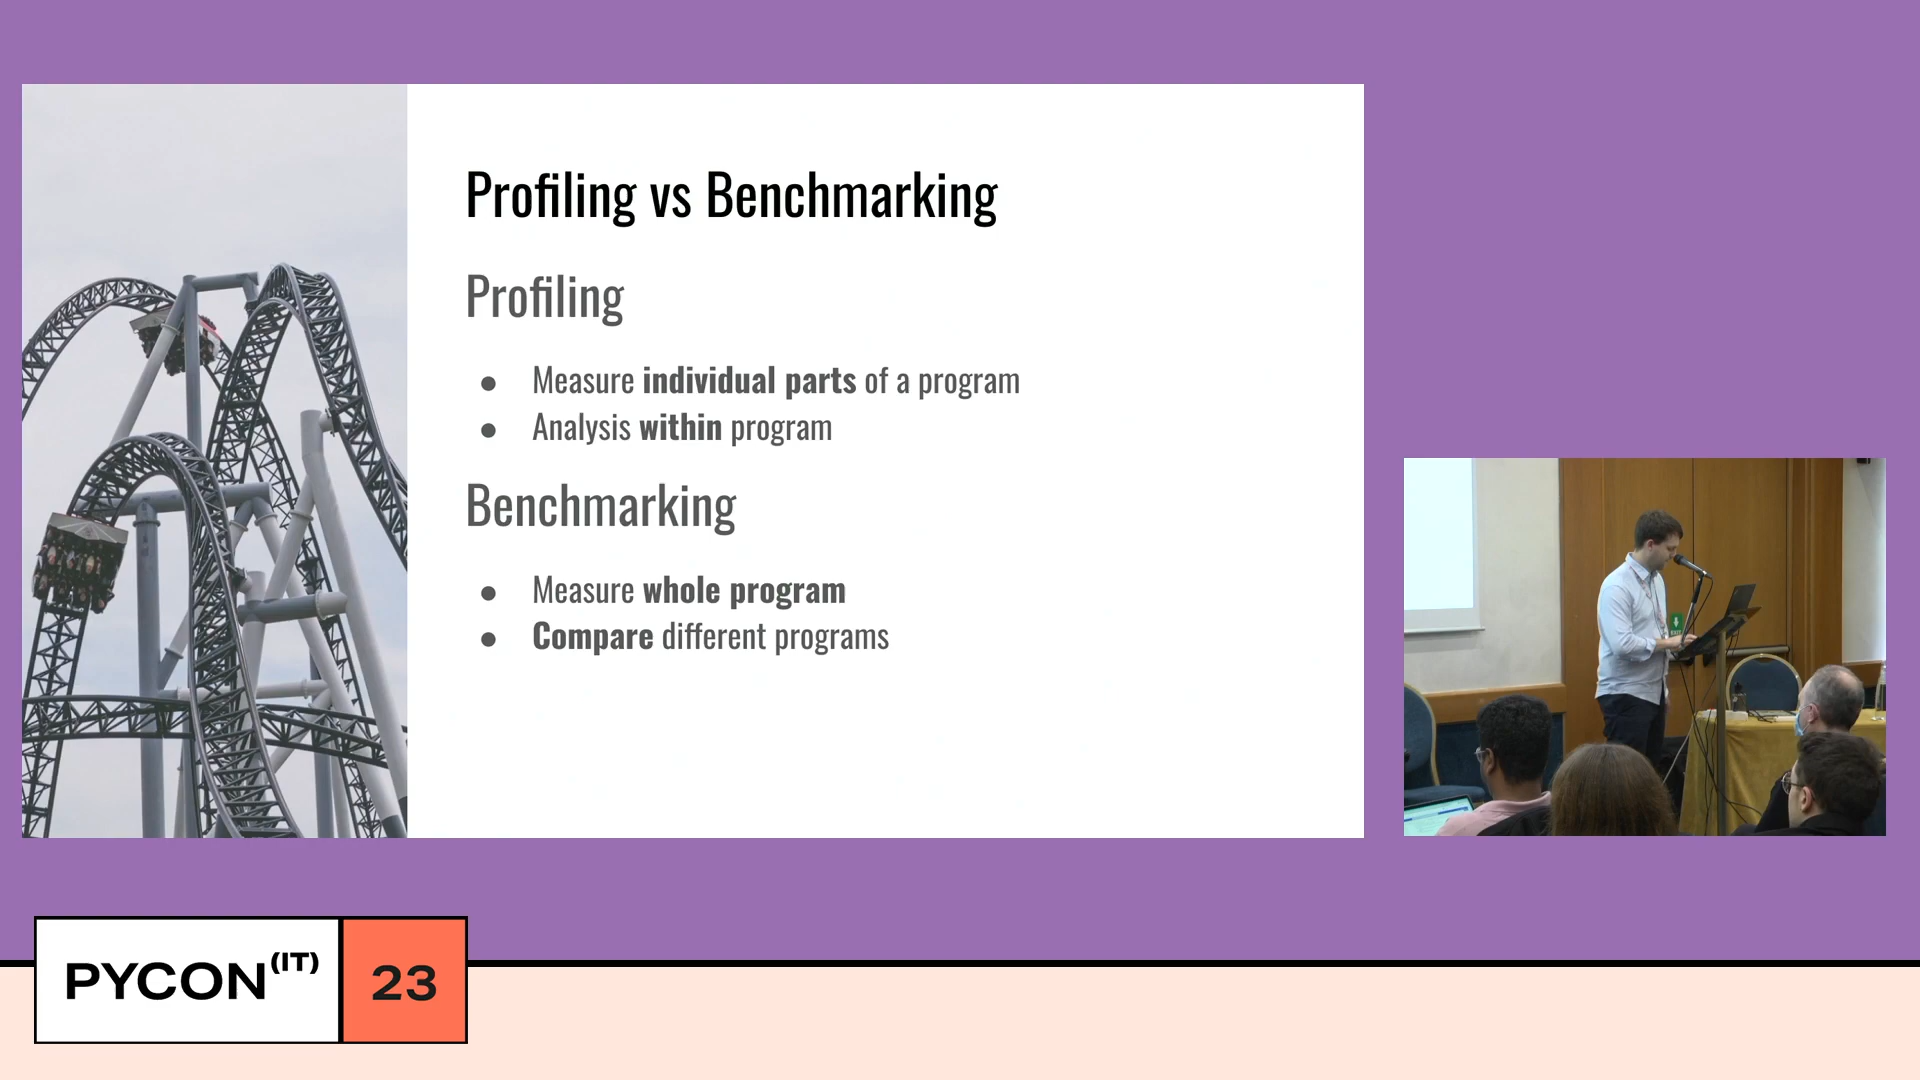 Profiling vs Benchmarking
Profiling
● Measure individual parts of a program
● Analysis within program
Benchmarking
● Measure whole program
● Compare different programs
EXIT
PYCON(IT) 23